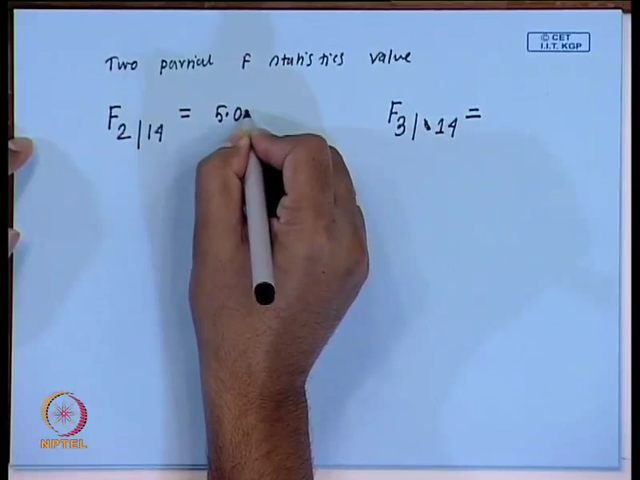 © CET
I.I.T. KGP
Two partial F statistics value
F2|14 = 5.0
F3|14 =
NPTEL